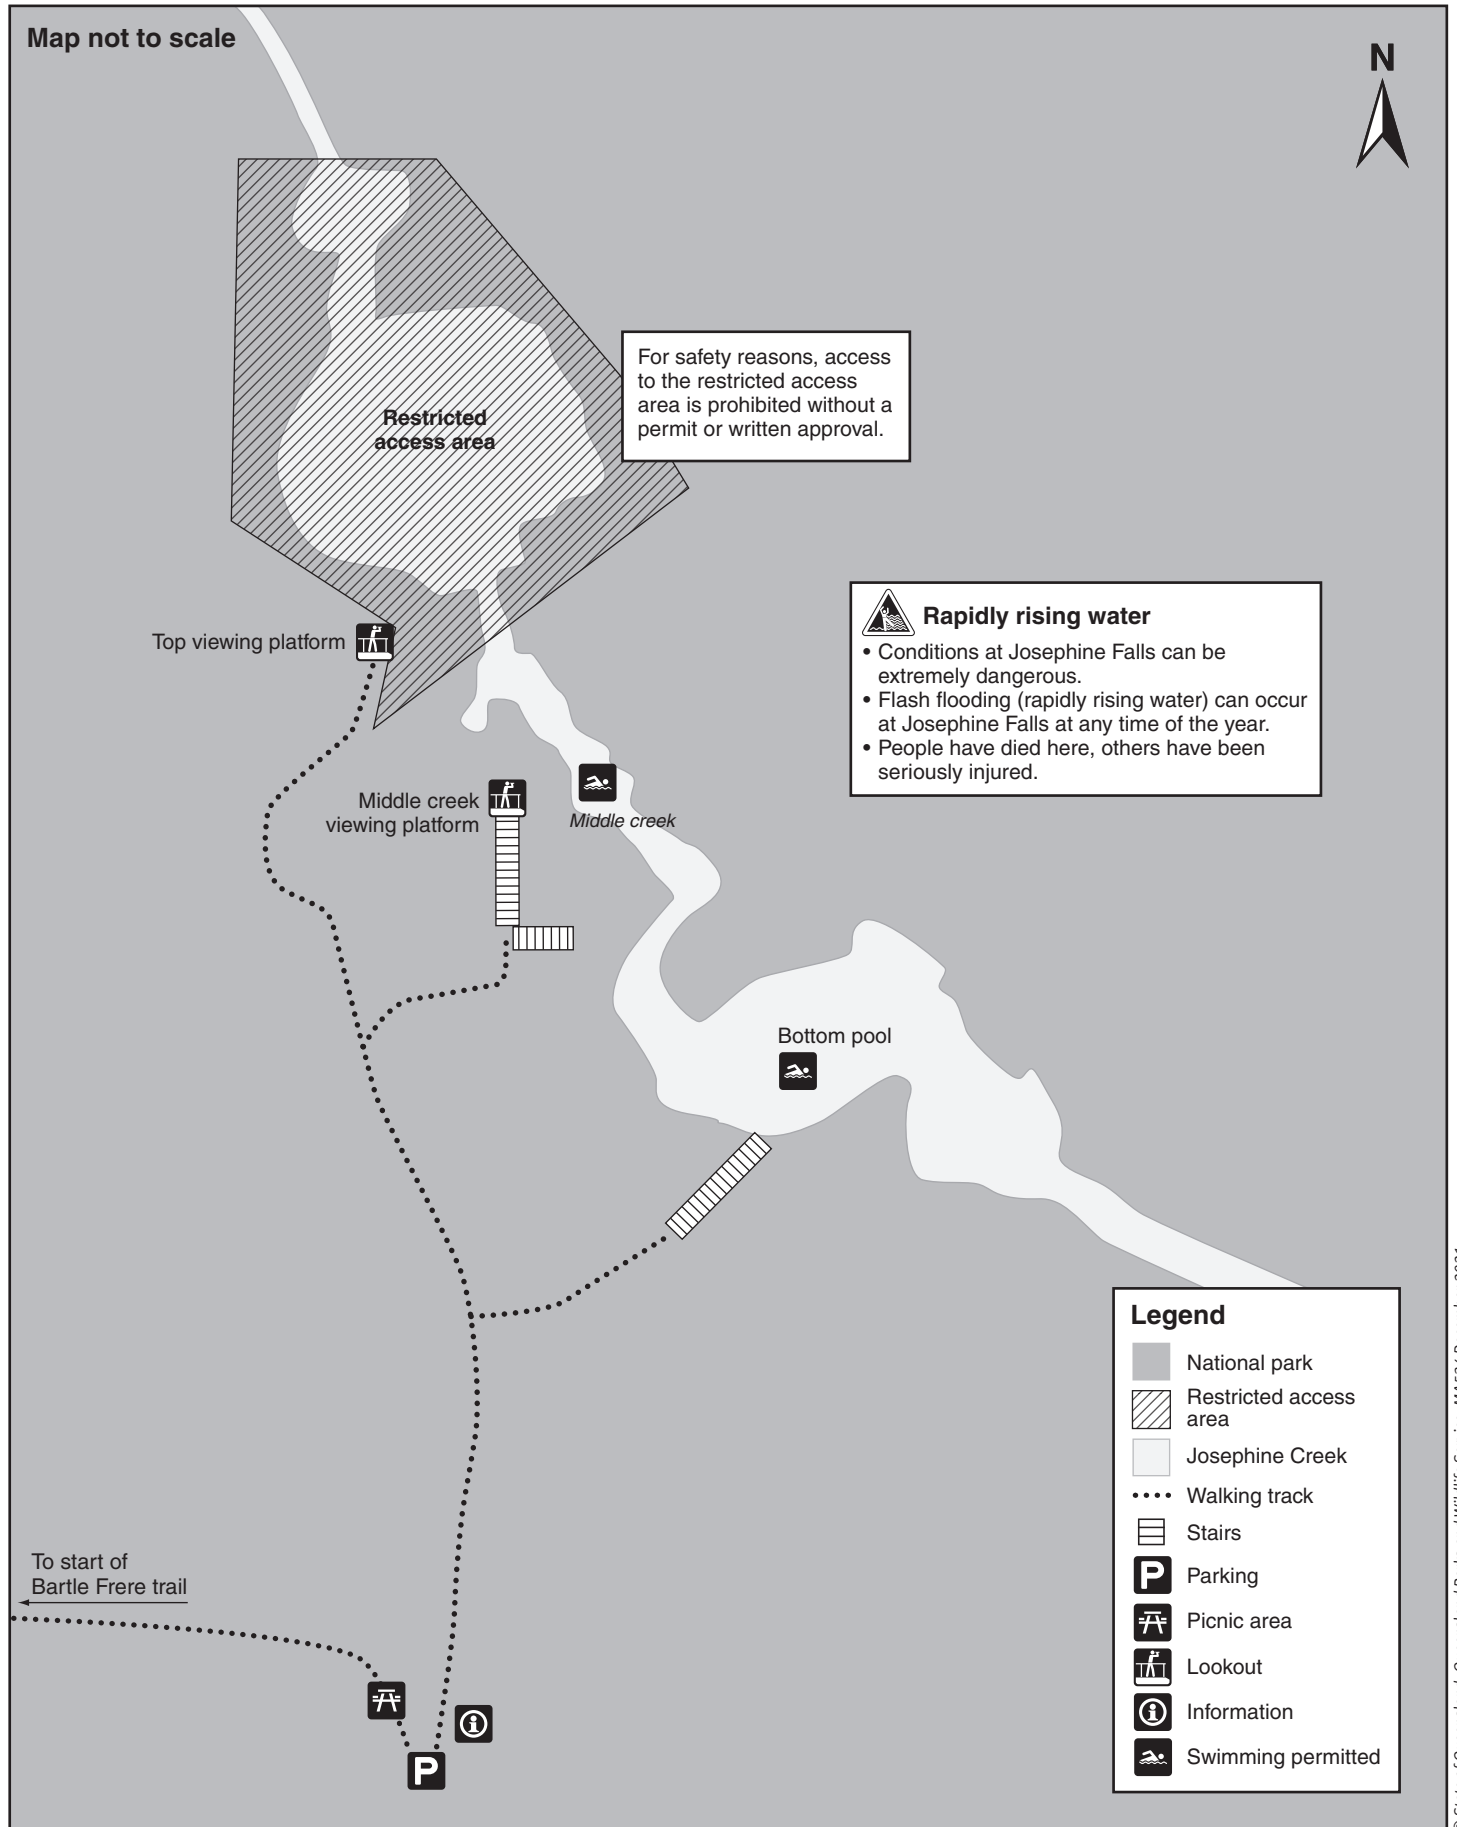 Map not to scale
N
For safety reasons, access
to the restricted access
area is prohibited without a
permit or written approval.
Restricted
access area
Rapidly rising water
• Conditions at Josephine Falls can be
extremely dangerous.
• Flash flooding (rapidly rising water) can occur
at Josephine Falls at any time of the year.
• People have died here, others have been
seriously injured.
Top viewing platform
Middle creek
viewing platform
Middle creek
Bottom pool
To start of
Bartle Frere trail
P
Legend
National park
Restricted access
area
Josephine Creek
Walking track
Stairs
P Parking
Picnic area
Lookout
Information
Swimming permitted